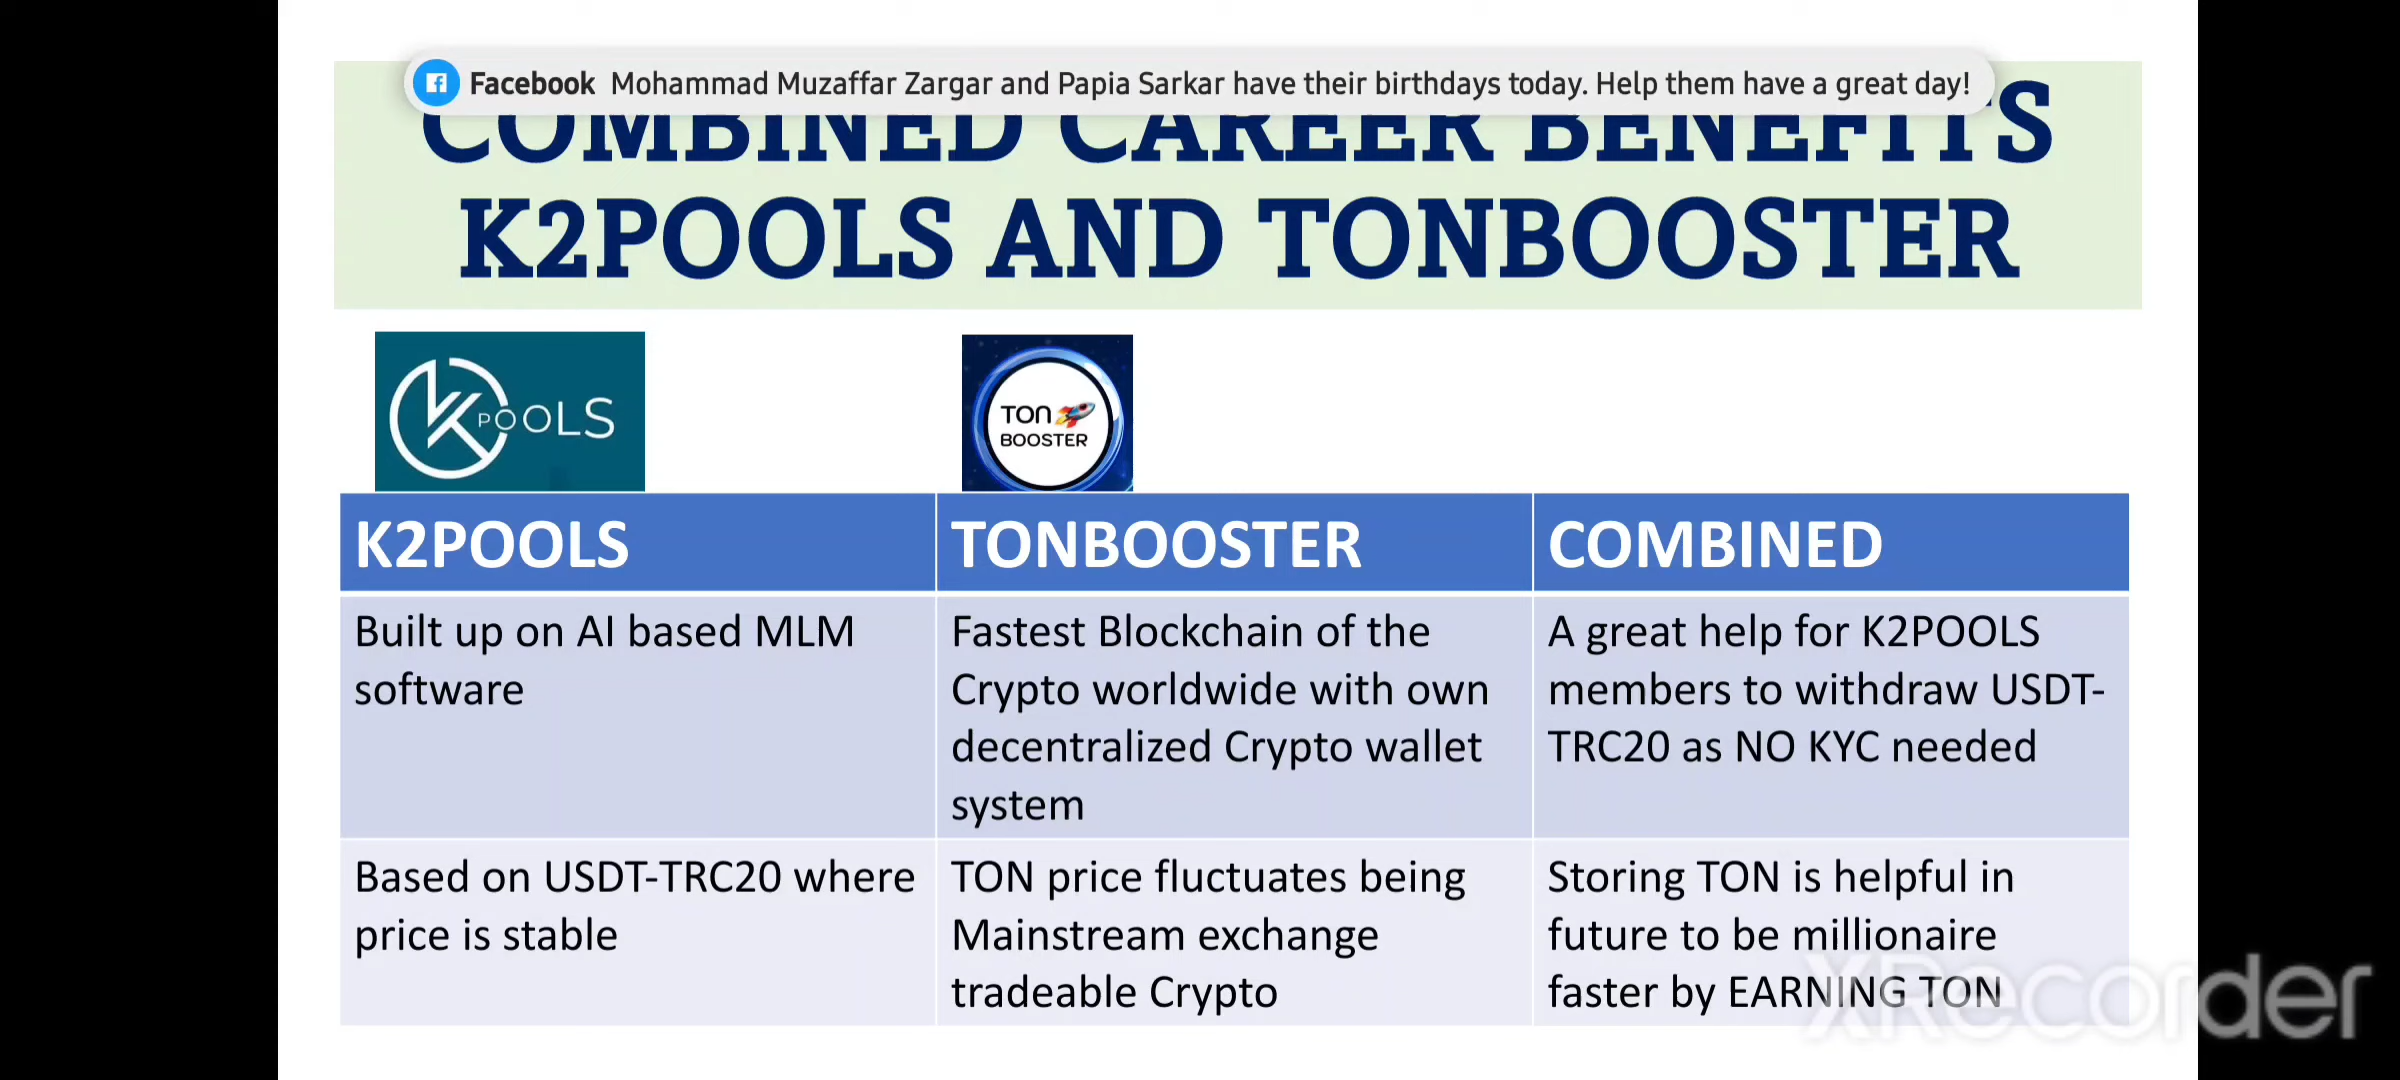 Facebook Mohammad Muzaffar Zargar and Papia Sarkar have their birthdays today. Help them have a great day!
COMBINED CAREER BENEFITS
K2POOLS AND TONBOOSTER
K POOLS
TON
BOOSTER
K2POOLS
TONBOOSTER
COMBINED
Built up on AI based MLM
software
Fastest Blockchain of the
Crypto worldwide with own
decentralized Crypto wallet
system
A great help for K2POOLS
members to withdraw USDT-
TRC20 as NO KYC needed
Based on USDT-TRC20 where
price is stable
TON price fluctuates being
Mainstream exchange
tradeable Crypto
Storing TON is helpful in
future to be millionaire
faster by EARNING TON
XRecorder